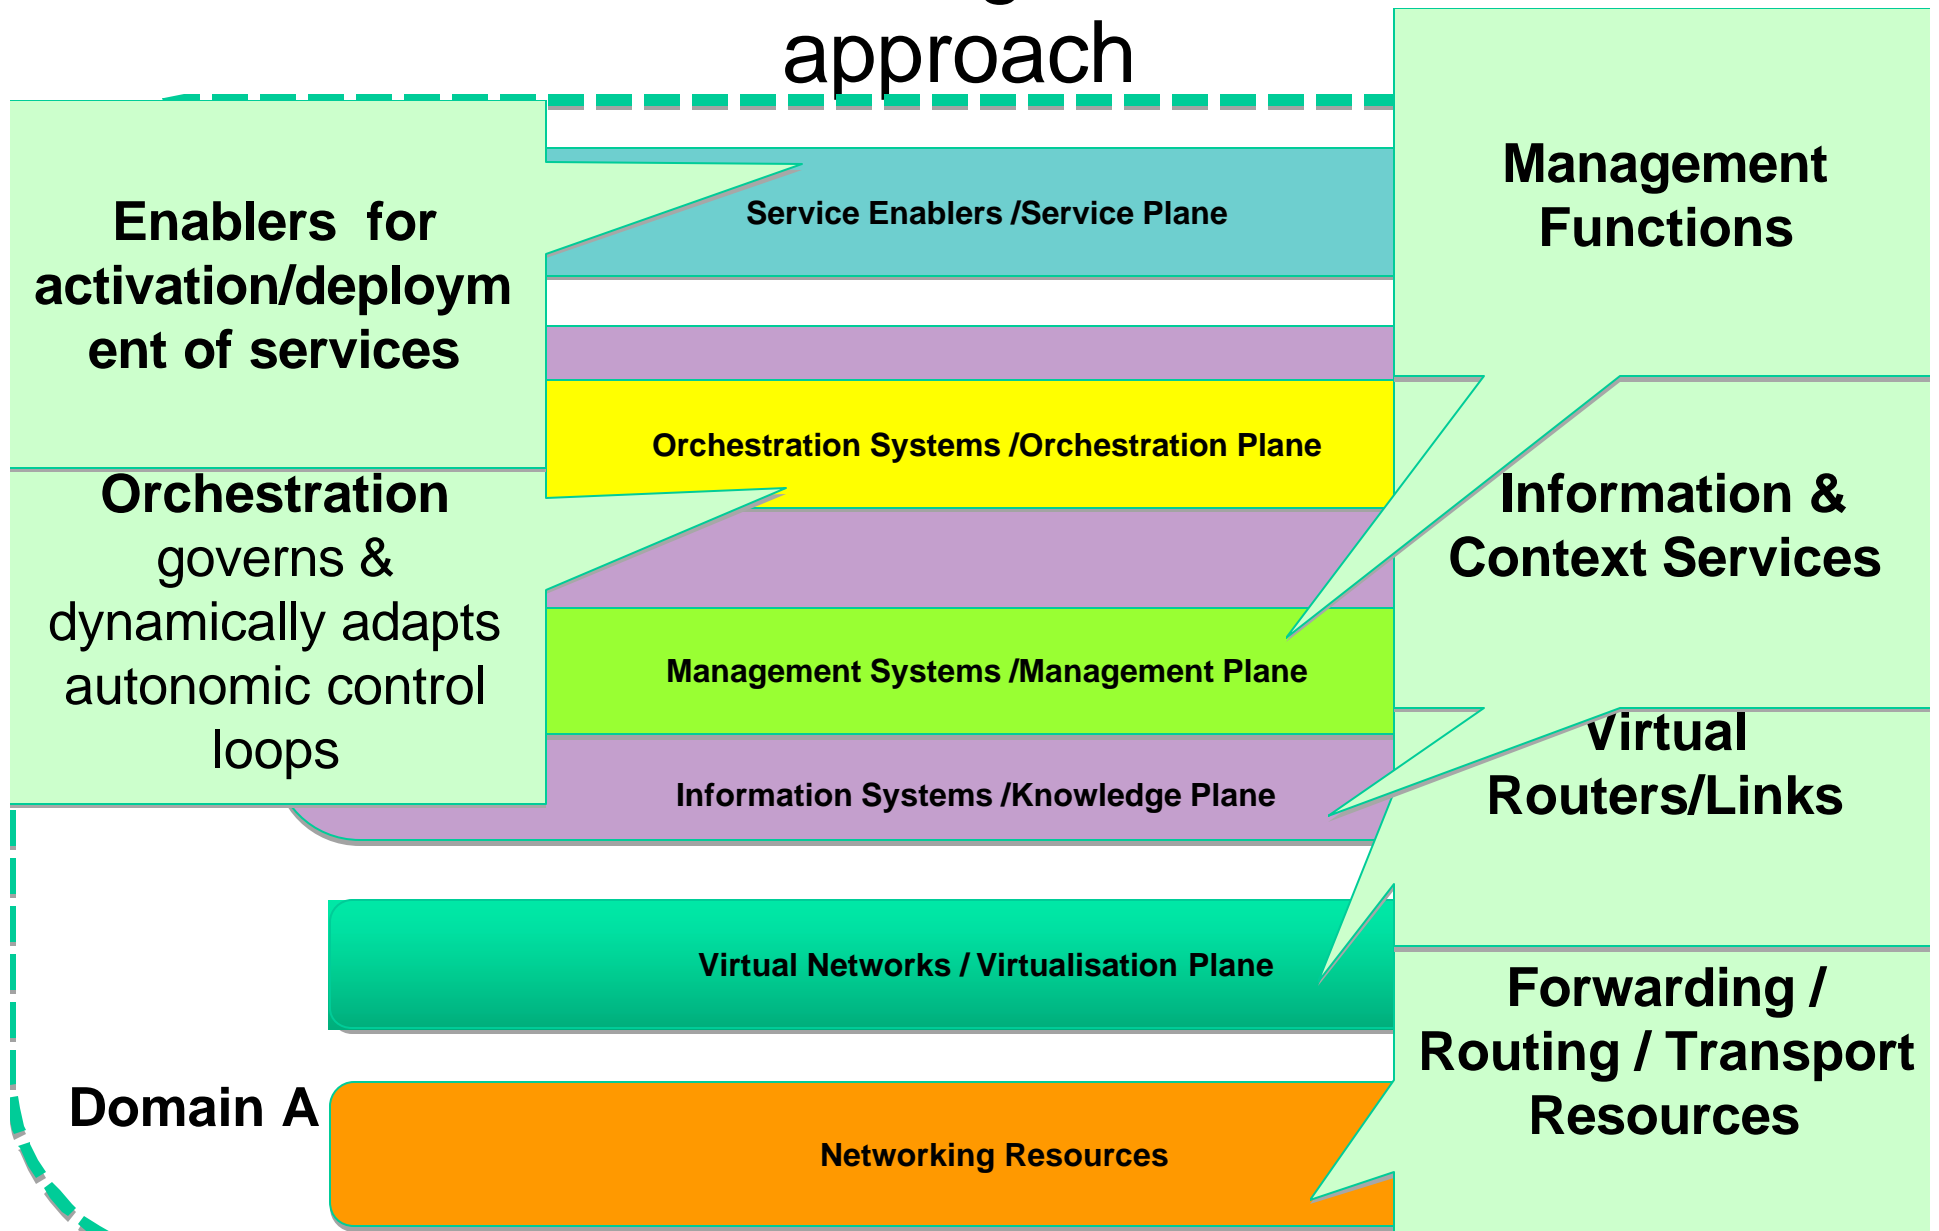 approach
Enablers for
activation/deploym
ent of services
Orchestration
governs &
dynamically adapts
autonomic control
loops
Service Enablers /Service Plane
Orchestration Systems /Orchestration Plane
Management Systems /Management Plane
Information Systems /Knowledge Plane
Virtual Networks / Virtualisation Plane
Networking Resources
Management
Functions
Information &
Context Services
Virtual
Routers/Links
Forwarding /
Routing / Transport
Resources
Domain A